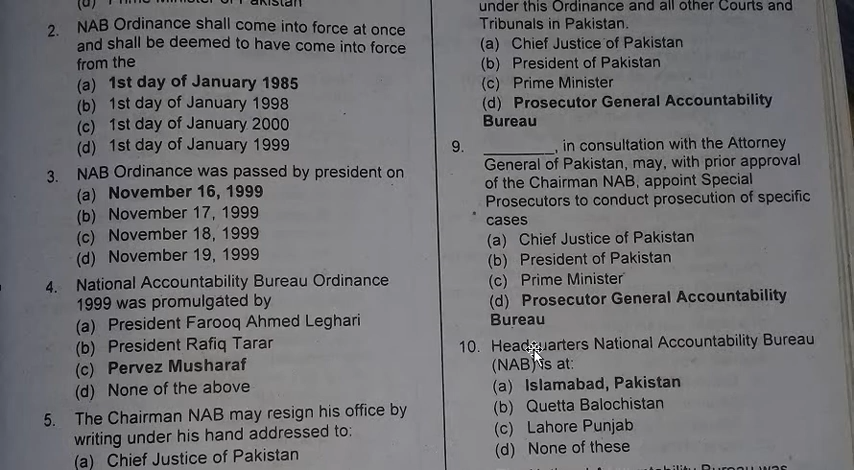 2. NAB Ordinance shall come into force at once
and shall be deemed to have come into force
from the
(a) 1st day of January 1985
(b) 1st day of January 1998
(c) 1st day of January 2000
(d) 1st day of January 1999
3. NAB Ordinance was passed by president on
(a) November 16, 1999
(b) November 17, 1999
(c) November 18, 1999
(d) November 19, 1999
4. National Accountability Bureau Ordinance
1999 was promulgated by
(a) President Farooq Ahmed Leghari
(b) President Rafiq Tarar
(c) Pervez Musharaf
(d) None of the above
5. The Chairman NAB may resign his office by
writing under his hand addressed to:
(a) Chief Justice of Pakistan
under this Ordinance and all other Courts and
Tribunals in Pakistan.
(a) Chief Justice of Pakistan
(b) President of Pakistan
(c) Prime Minister
(d) Prosecutor General Accountability
Bureau
9. ________, in consultation with the Attorney
General of Pakistan, may, with prior approval
of the Chairman NAB, appoint Special
Prosecutors to conduct prosecution of specific
cases
(a) Chief Justice of Pakistan
(b) President of Pakistan
(c) Prime Minister
(d) Prosecutor General Accountability
Bureau
10. Headquarters National Accountability Bureau
(NAB) is at:
(a) Islamabad, Pakistan
(b) Quetta Balochistan
(c) Lahore Punjab
(d) None of these